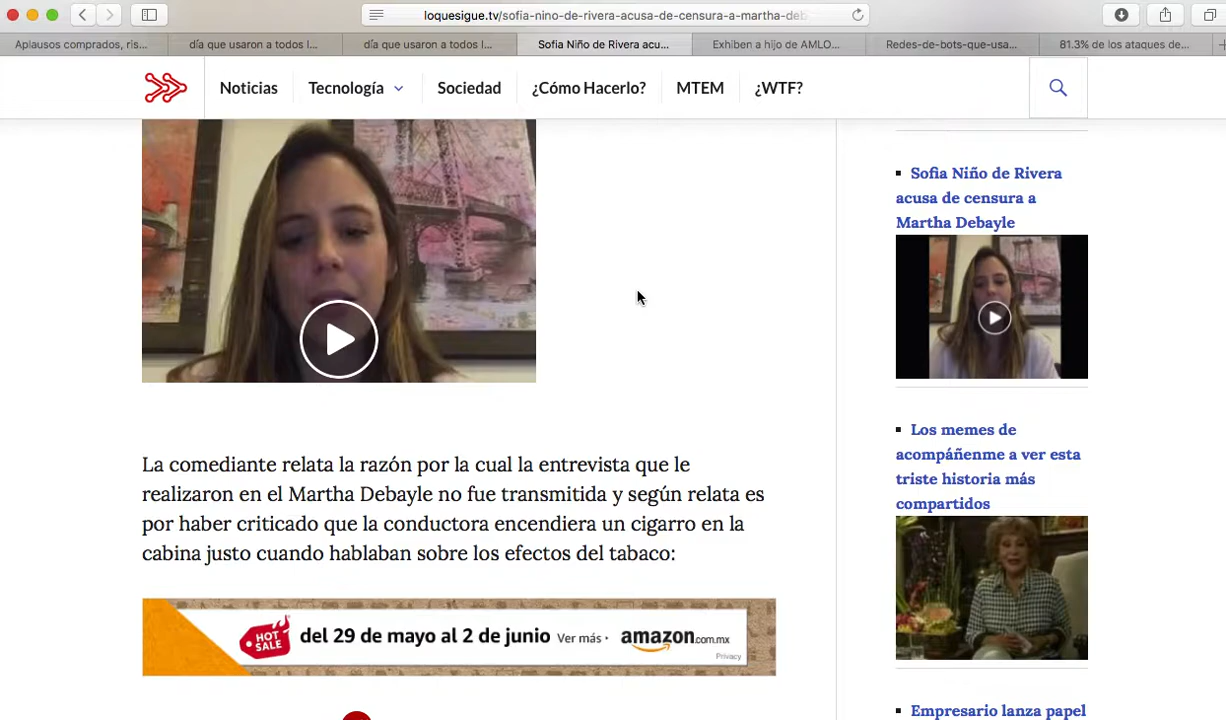 loquesigue.tv/sofia-nino-de-rivera-acusa-de-censura-a-martha-deb
Aplausos comprados, ris...
día que usaron a todos l...
día que usaron a todos l...
Sofia Niño de Rivera acu...
Exhiben a hijo de AMLO...
Redes-de-bots-que-usa...
81.3% de los ataques de...
Noticias
Tecnología
Sociedad
¿Cómo Hacerlo?
MTEM
¿WTF?
La comediante relata la razón por la cual la entrevista que le
realizaron en el Martha Debayle no fue transmitida y según relata es
por haber criticado que la conductora encendiera un cigarro en la
cabina justo cuando hablaban sobre los efectos del tabaco:
HOT
SALE
del 29 de mayo al 2 de junio
Ver más
amazon.com.mx
Privacy
Sofia Niño de Rivera
acusa de censura a
Martha Debayle
Los memes de
acompáñenme a ver esta
triste historia más
compartidos
Empresario lanza papel